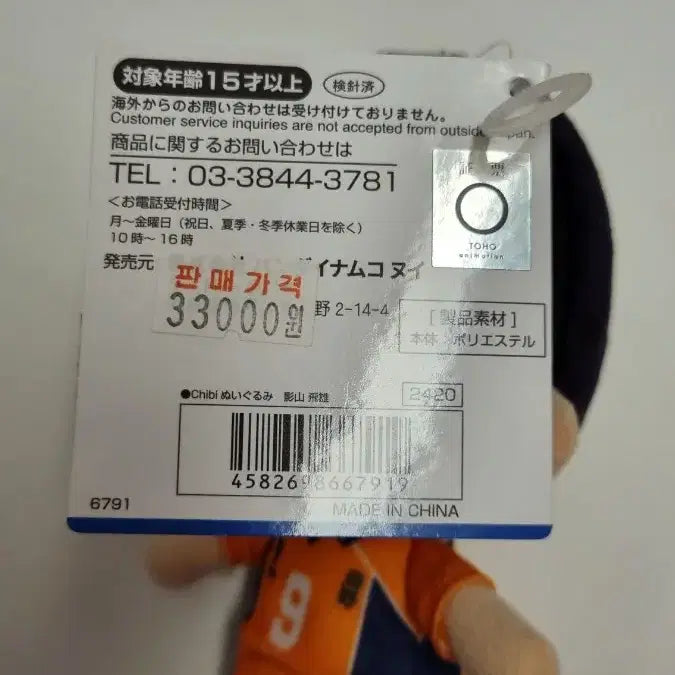 対象年齢15才以上 検針済
海外からのお問い合わせは受け付けておりません。
Customer service inquiries are not accepted from outside
商品に関するお問い合わせは
TEL：03-3844-3781
＜お電話受付時間＞
月〜金曜日（祝日、夏季・冬季休業日を除く）
10時〜16時
TOHO
animation
発売元 イナムコ ヌイ
판매가격
33000원
野 2-14-4
［製品素材］
本体：ポリエステル
●Chibiぬいぐるみ 影山 飛雄 2420
4582698667919
6791 MADE IN CHINA
9